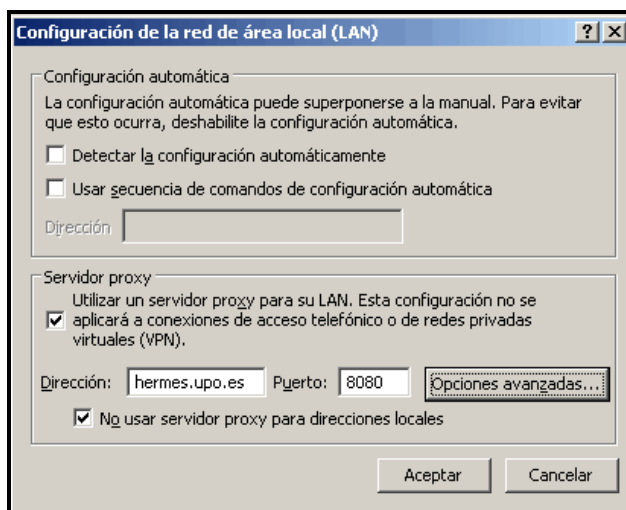 Configuración de la red de área local (LAN)
Configuración automática
La configuración automática puede superponerse a la manual. Para evitar
que esto ocurra, deshabilite la configuración automática.
Detectar la configuración automáticamente
Usar secuencia de comandos de configuración automática
Dirección
Servidor proxy
Utilizar un servidor proxy para su LAN. Esta configuración no se
aplicará a conexiones de acceso telefónico o de redes privadas
virtuales (VPN).
Dirección: hermes.upo.es Puerto: 8080 Opciones avanzadas...
No usar servidor proxy para direcciones locales
Aceptar Cancelar